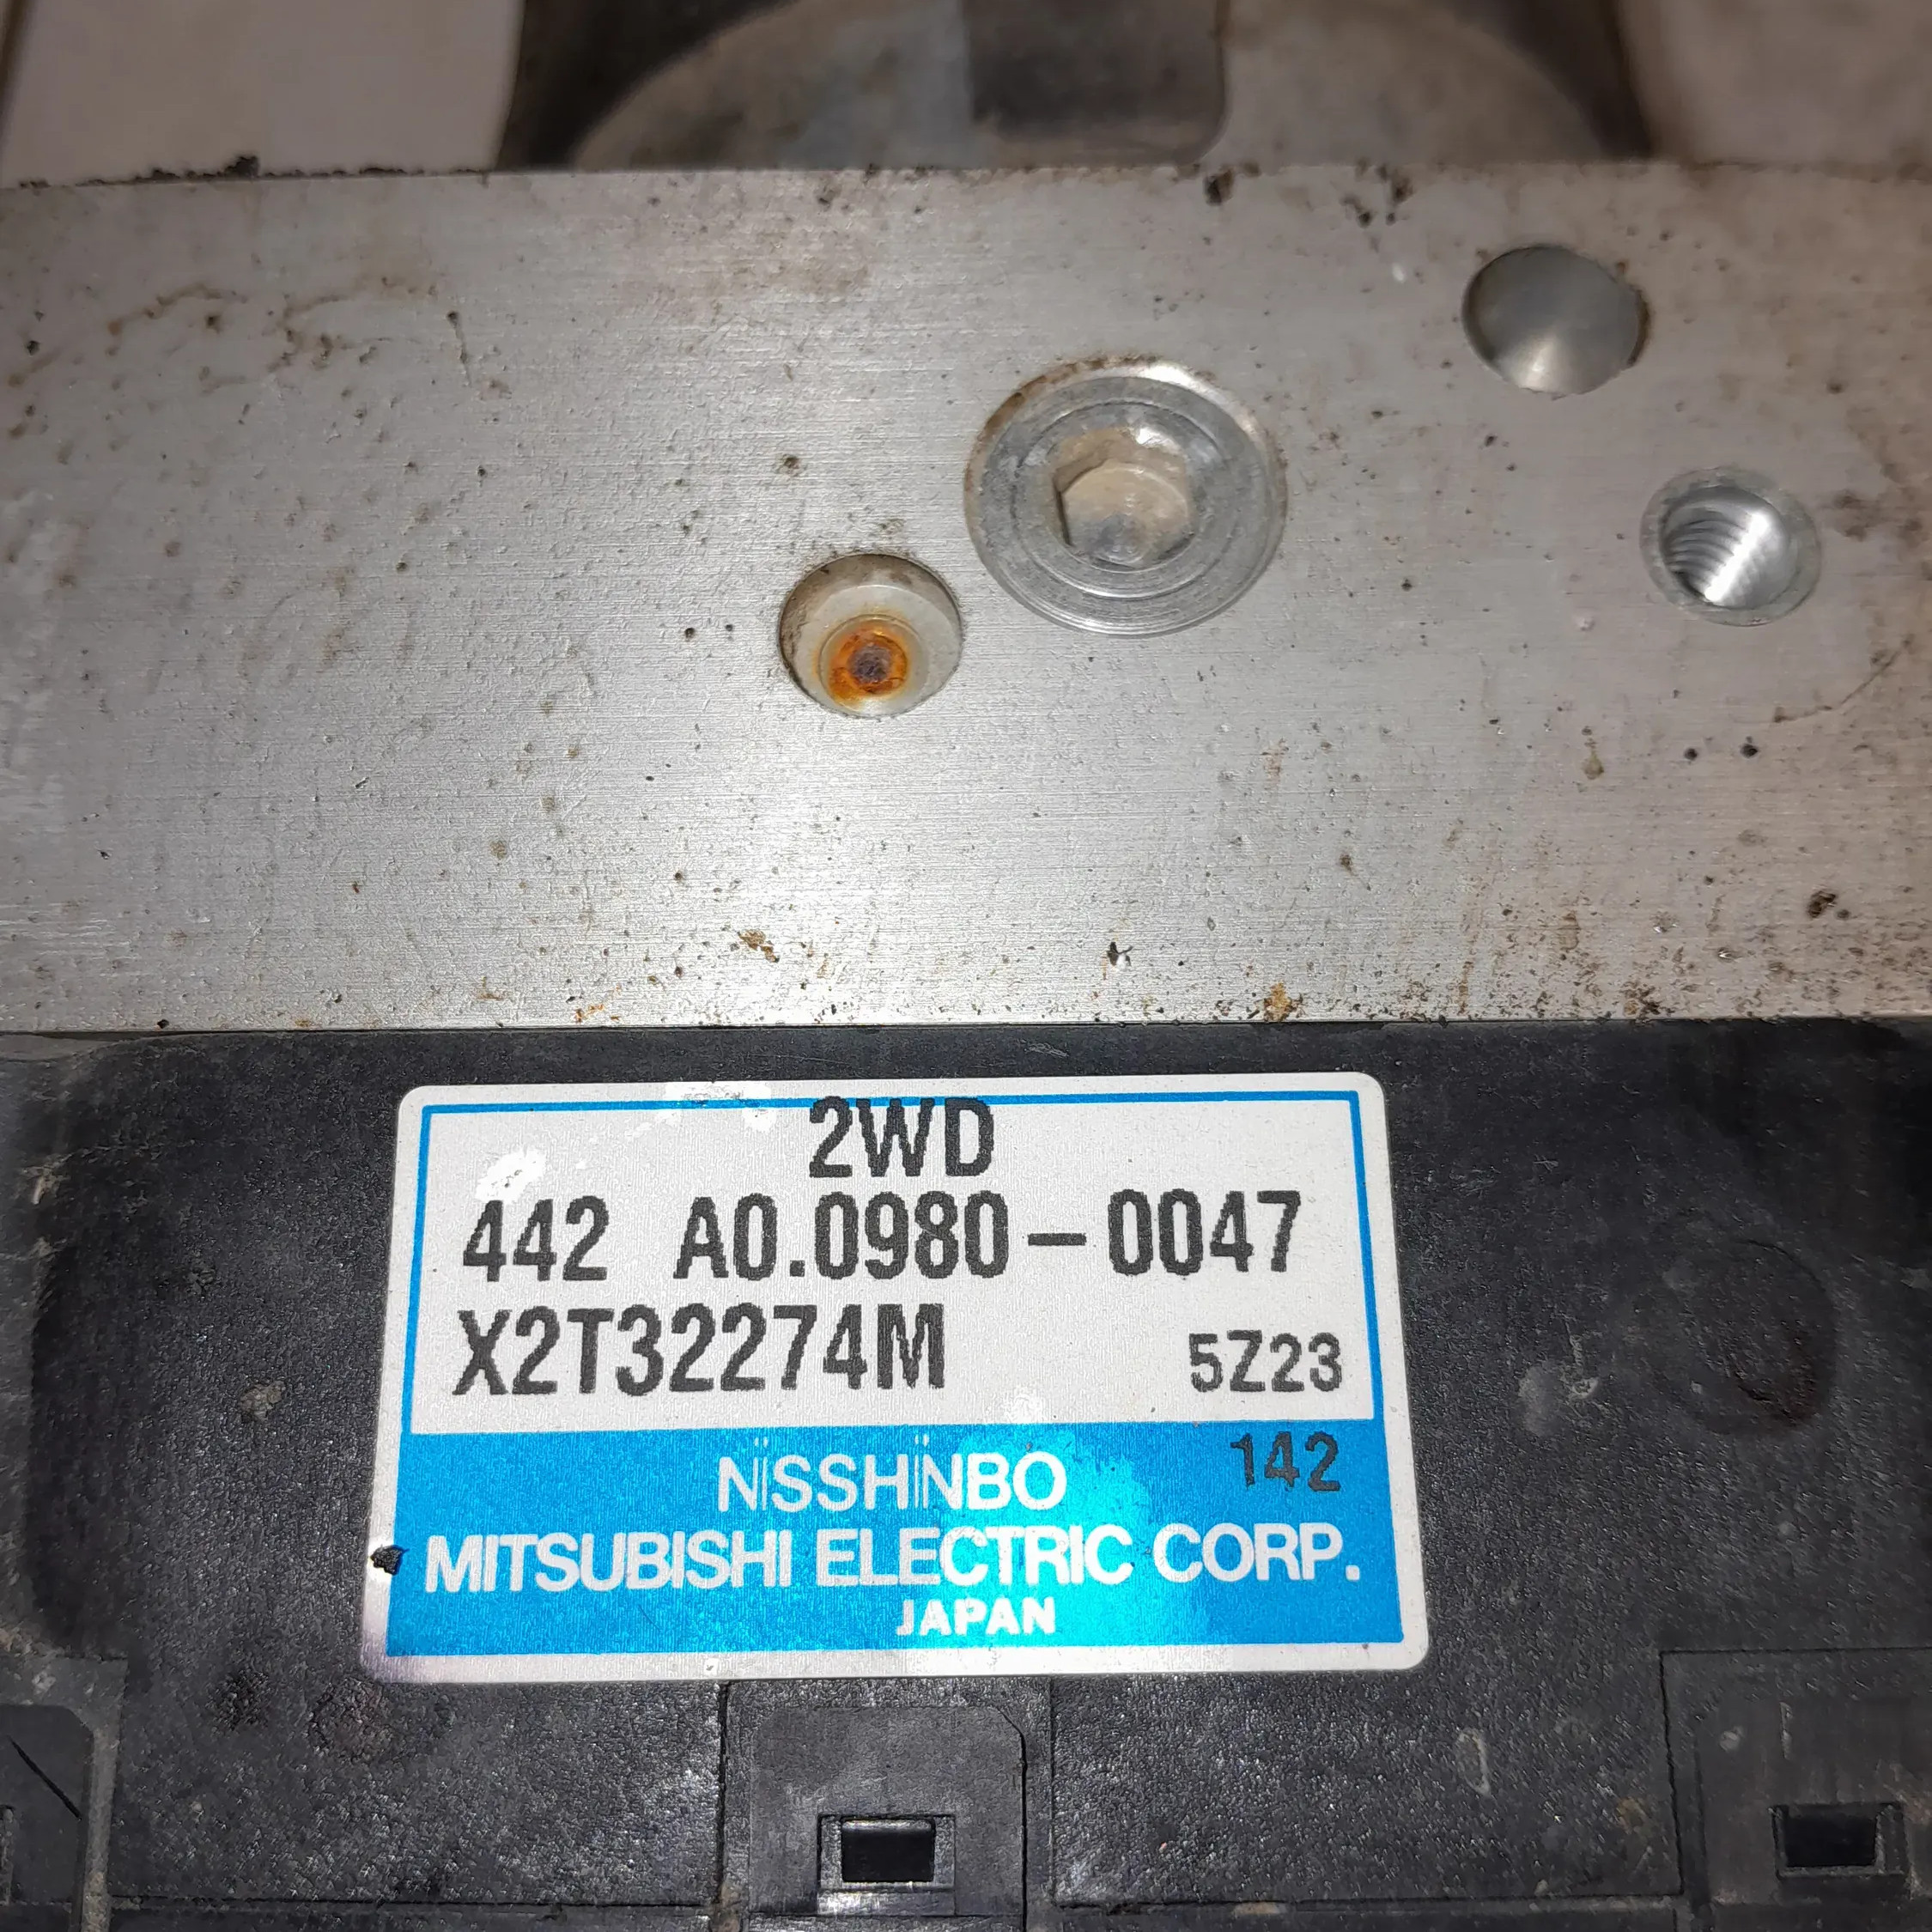 2WD
442 A0.0980-0047
X2T32274M 5Z23
142
NISSHINBO
MITSUBISHI ELECTRIC CORP.
JAPAN